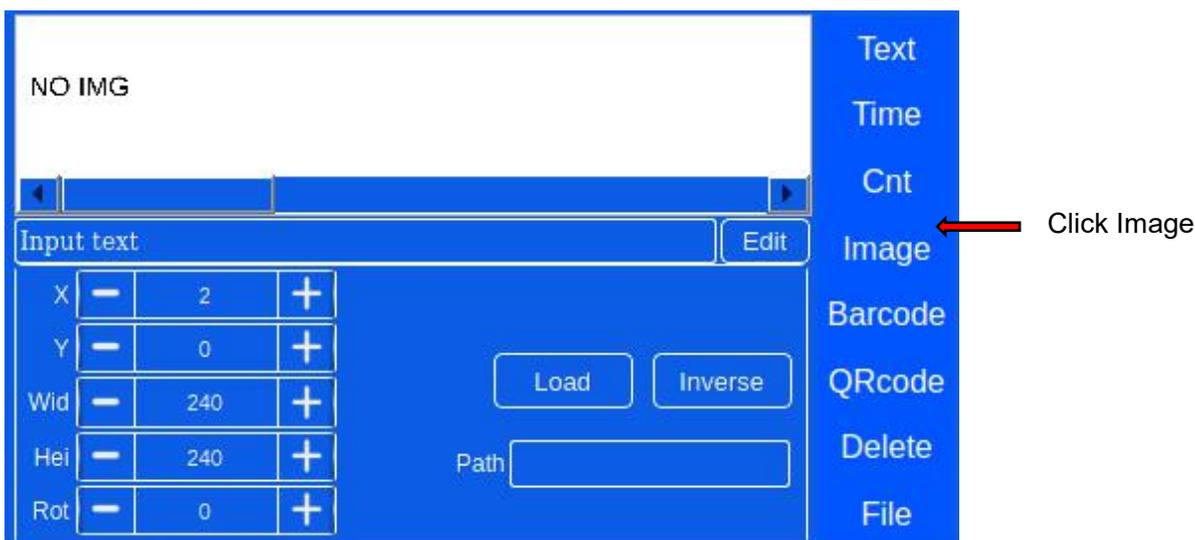 NO IMG
Input text
Edit
X
2
Y
0
Wid
240
Hei
240
Rot
0
Load
Inverse
Path
Text
Time
Cnt
Image
Barcode
QRcode
Delete
File
Click Image